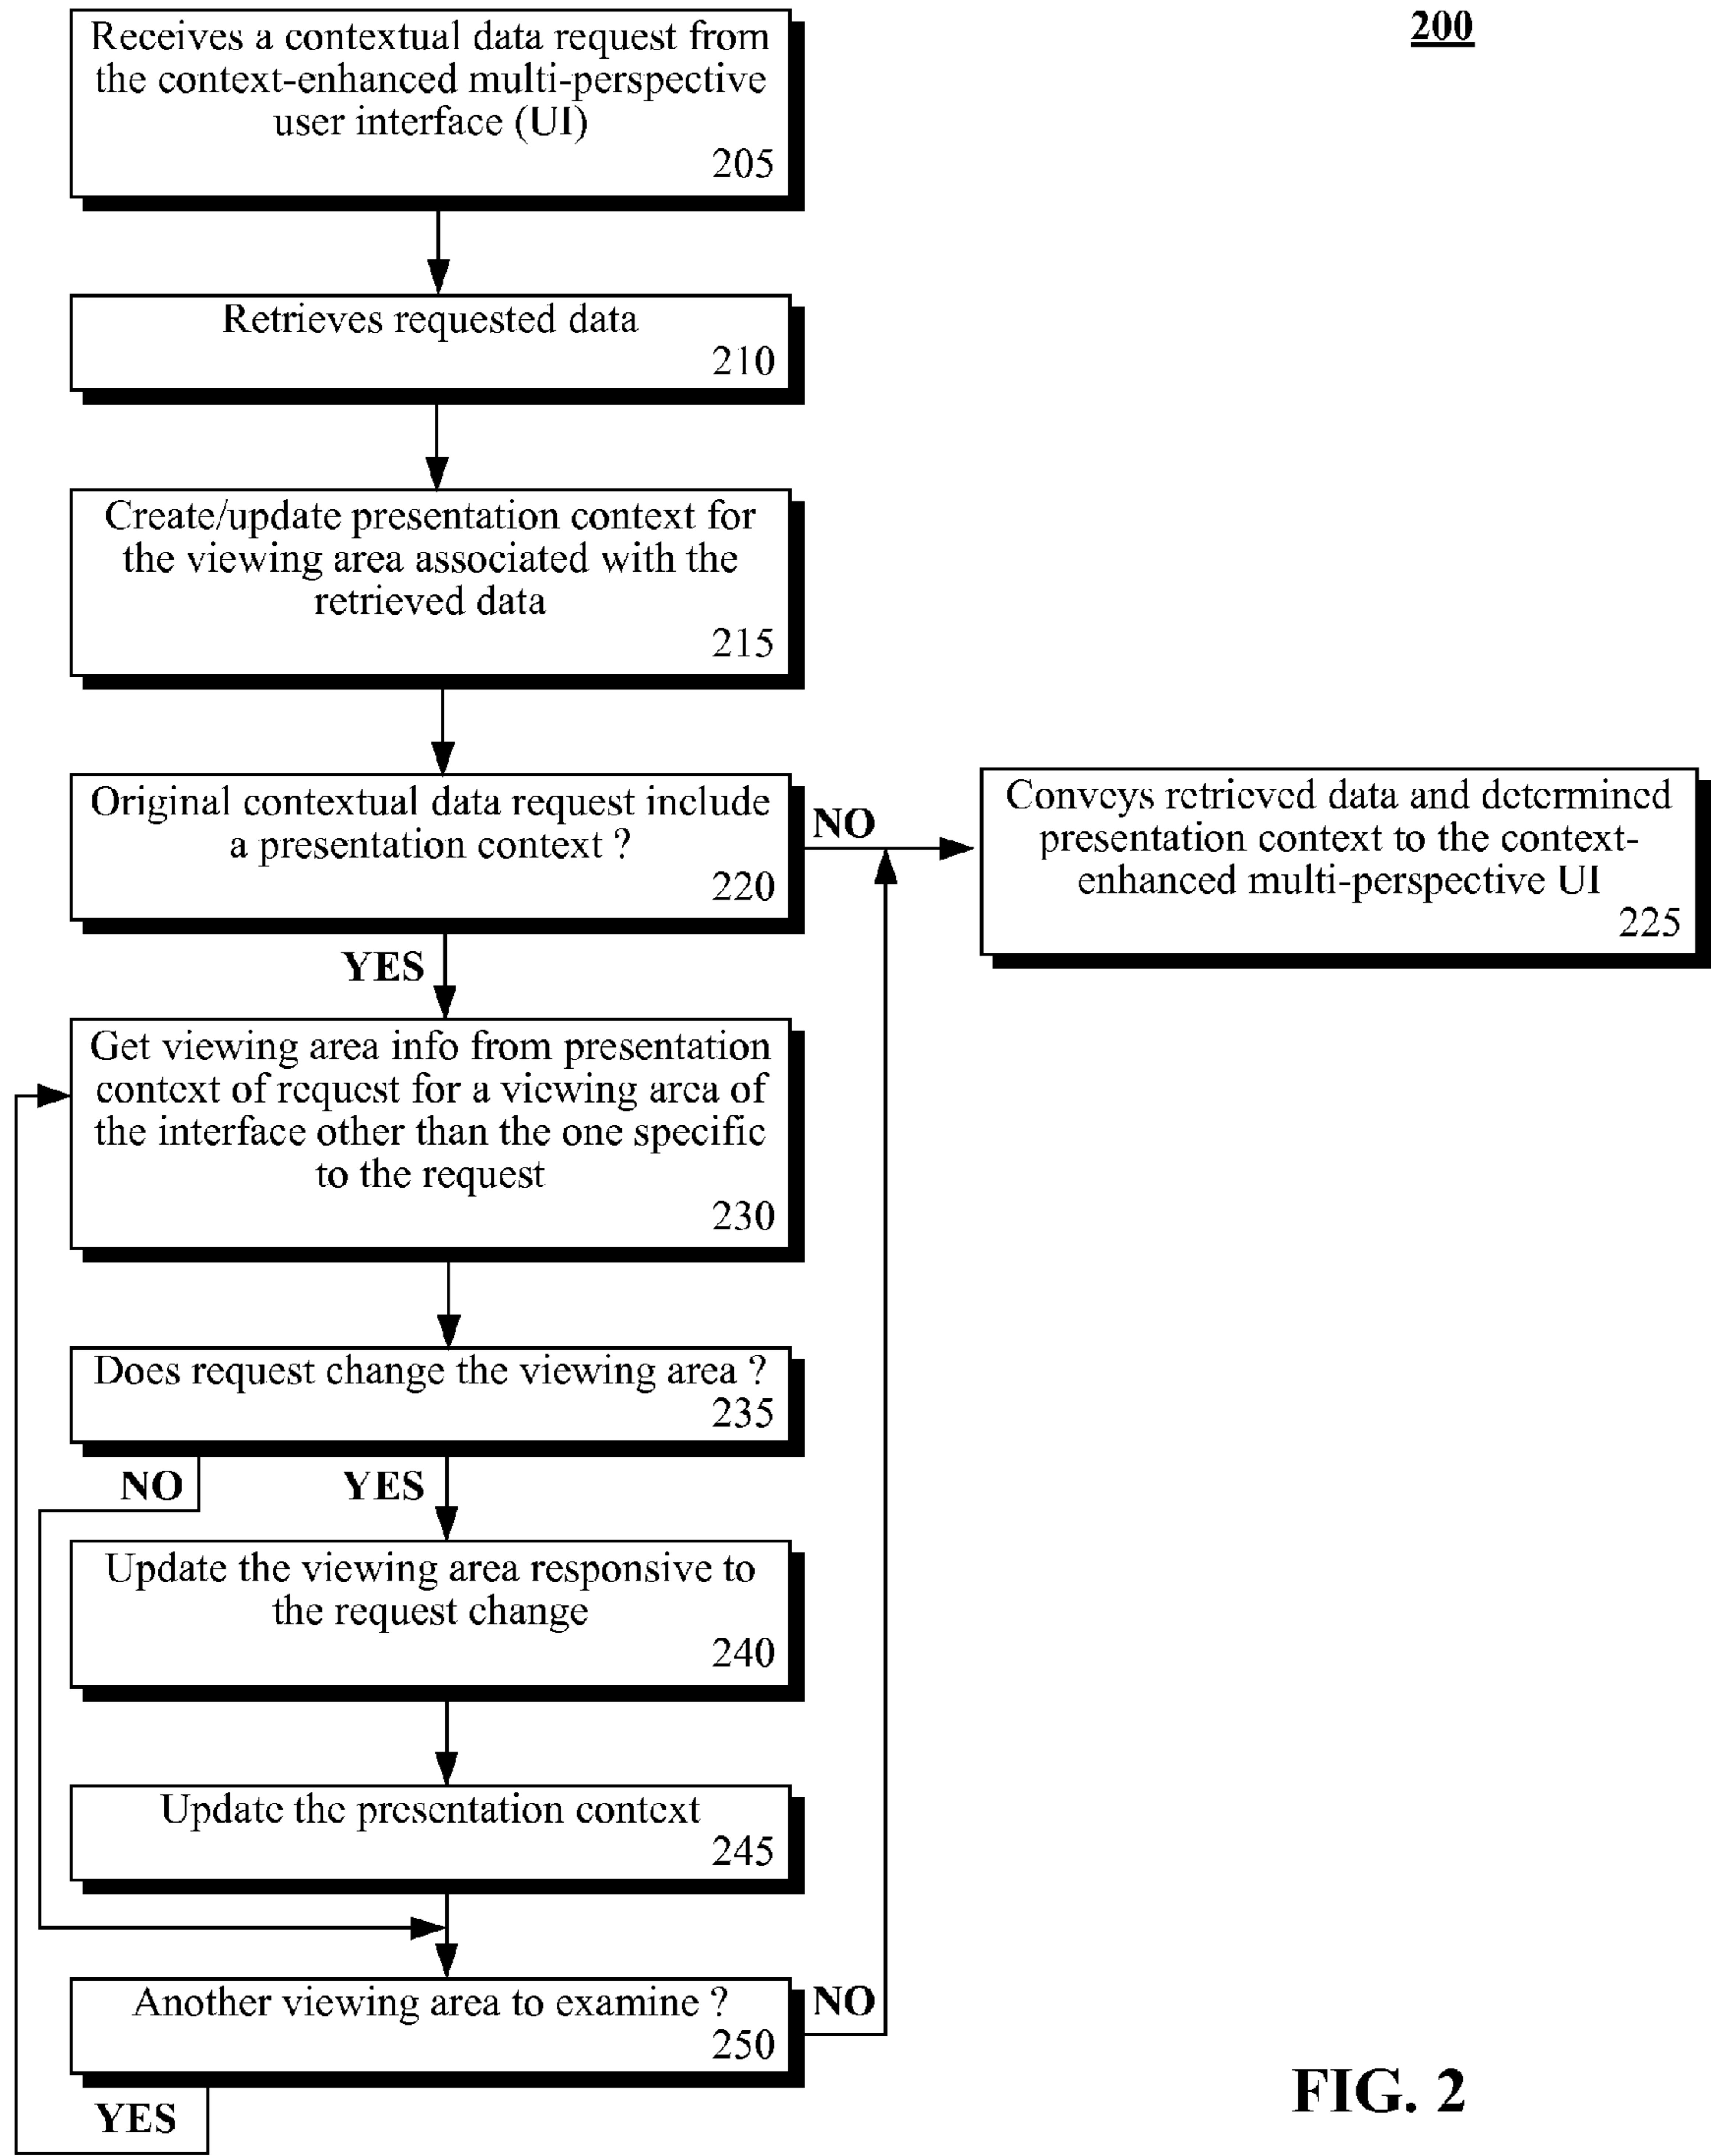 200
Receives a contextual data request from
the context-enhanced multi-perspective
user interface (UI)
205
Retrieves requested data
210
Create/update presentation context for
the viewing area associated with the
retrieved data
215
Original contextual data request include
a presentation context ?
220
NO
Conveys retrieved data and determined
presentation context to the context-
enhanced multi-perspective UI
225
YES
Get viewing area info from presentation
context of request for a viewing area of
the interface other than the one specific
to the request
230
Does request change the viewing area ?
235
NO
YES
Update the viewing area responsive to
the request change
240
Update the presentation context
245
Another viewing area to examine ?
250
NO
YES
FIG. 2